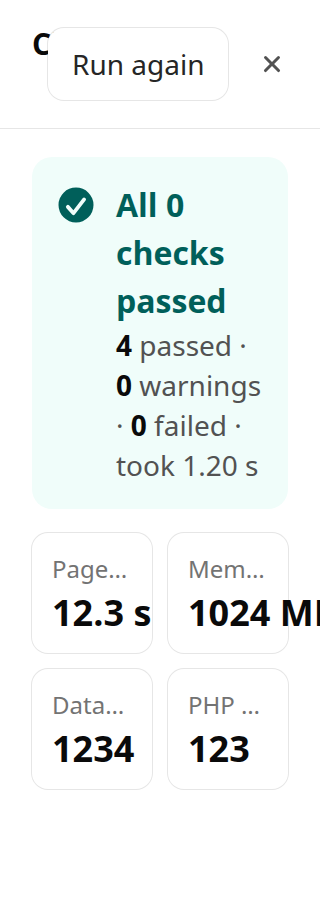 C
Run again
All 0
checks
passed
4 passed ·
0 warnings
· 0 failed ·
took 1.20 s
Page...
12.3 s
Mem...
1024
Data...
1234
PHP ...
123